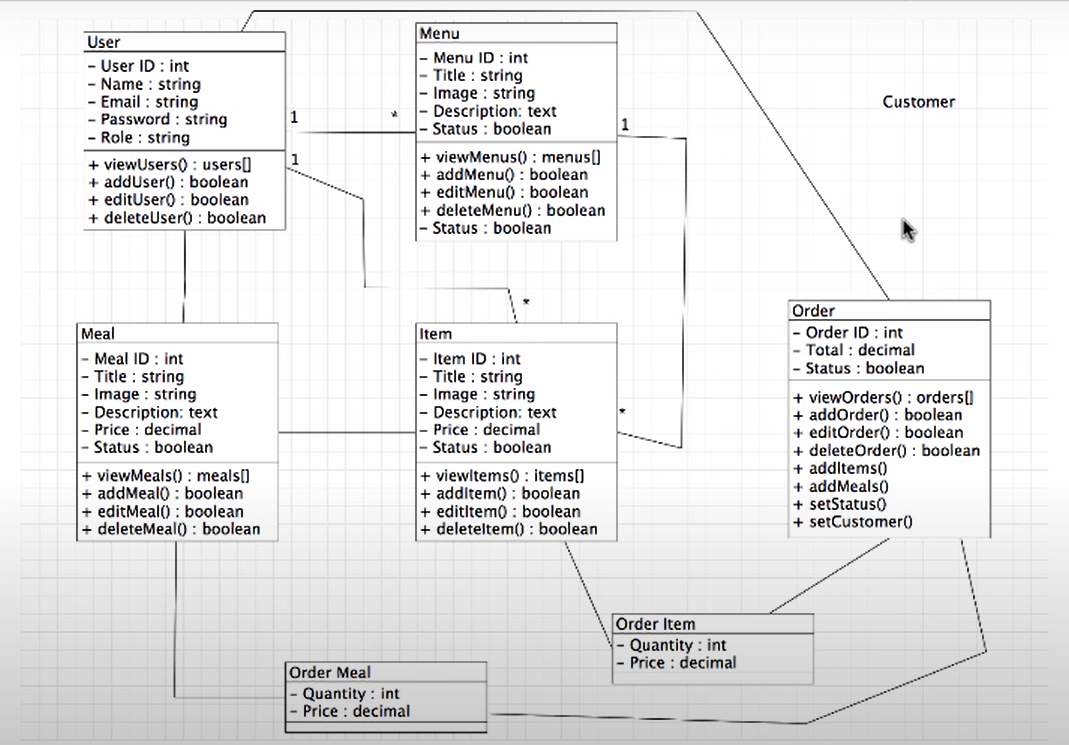 User
- User ID : int
- Name : string
- Email : string
- Password : string
- Role : string
+ viewUsers() : users[]
+ addUser() : boolean
+ editUser() : boolean
+ deleteUser() : boolean
1
*
1
Menu
- Menu ID : int
- Title : string
- Image : string
- Description: text
- Status : boolean
+ viewMenus() : menus[]
+ addMenu() : boolean
+ editMenu() : boolean
+ deleteMenu() : boolean
- Status : boolean
1
Customer
*
Meal
- Meal ID : int
- Title : string
- Image : string
- Description: text
- Price : decimal
- Status : boolean
+ viewMeals() : meals[]
+ addMeal() : boolean
+ editMeal() : boolean
+ deleteMeal() : boolean
Item
- Item ID : int
- Title : string
- Image : string
- Description: text
- Price : decimal
- Status : boolean
+ viewItems() : items[]
+ addItem() : boolean
+ editItem() : boolean
+ deleteItem() : boolean
*
Order
- Order ID : int
- Total : decimal
- Status : boolean
+ viewOrders() : orders[]
+ addOrder() : boolean
+ editOrder() : boolean
+ deleteOrder() : boolean
+ addItems()
+ addMeals()
+ setStatus()
+ setCustomer()
Order Item
- Quantity : int
- Price : decimal
Order Meal
- Quantity : int
- Price : decimal